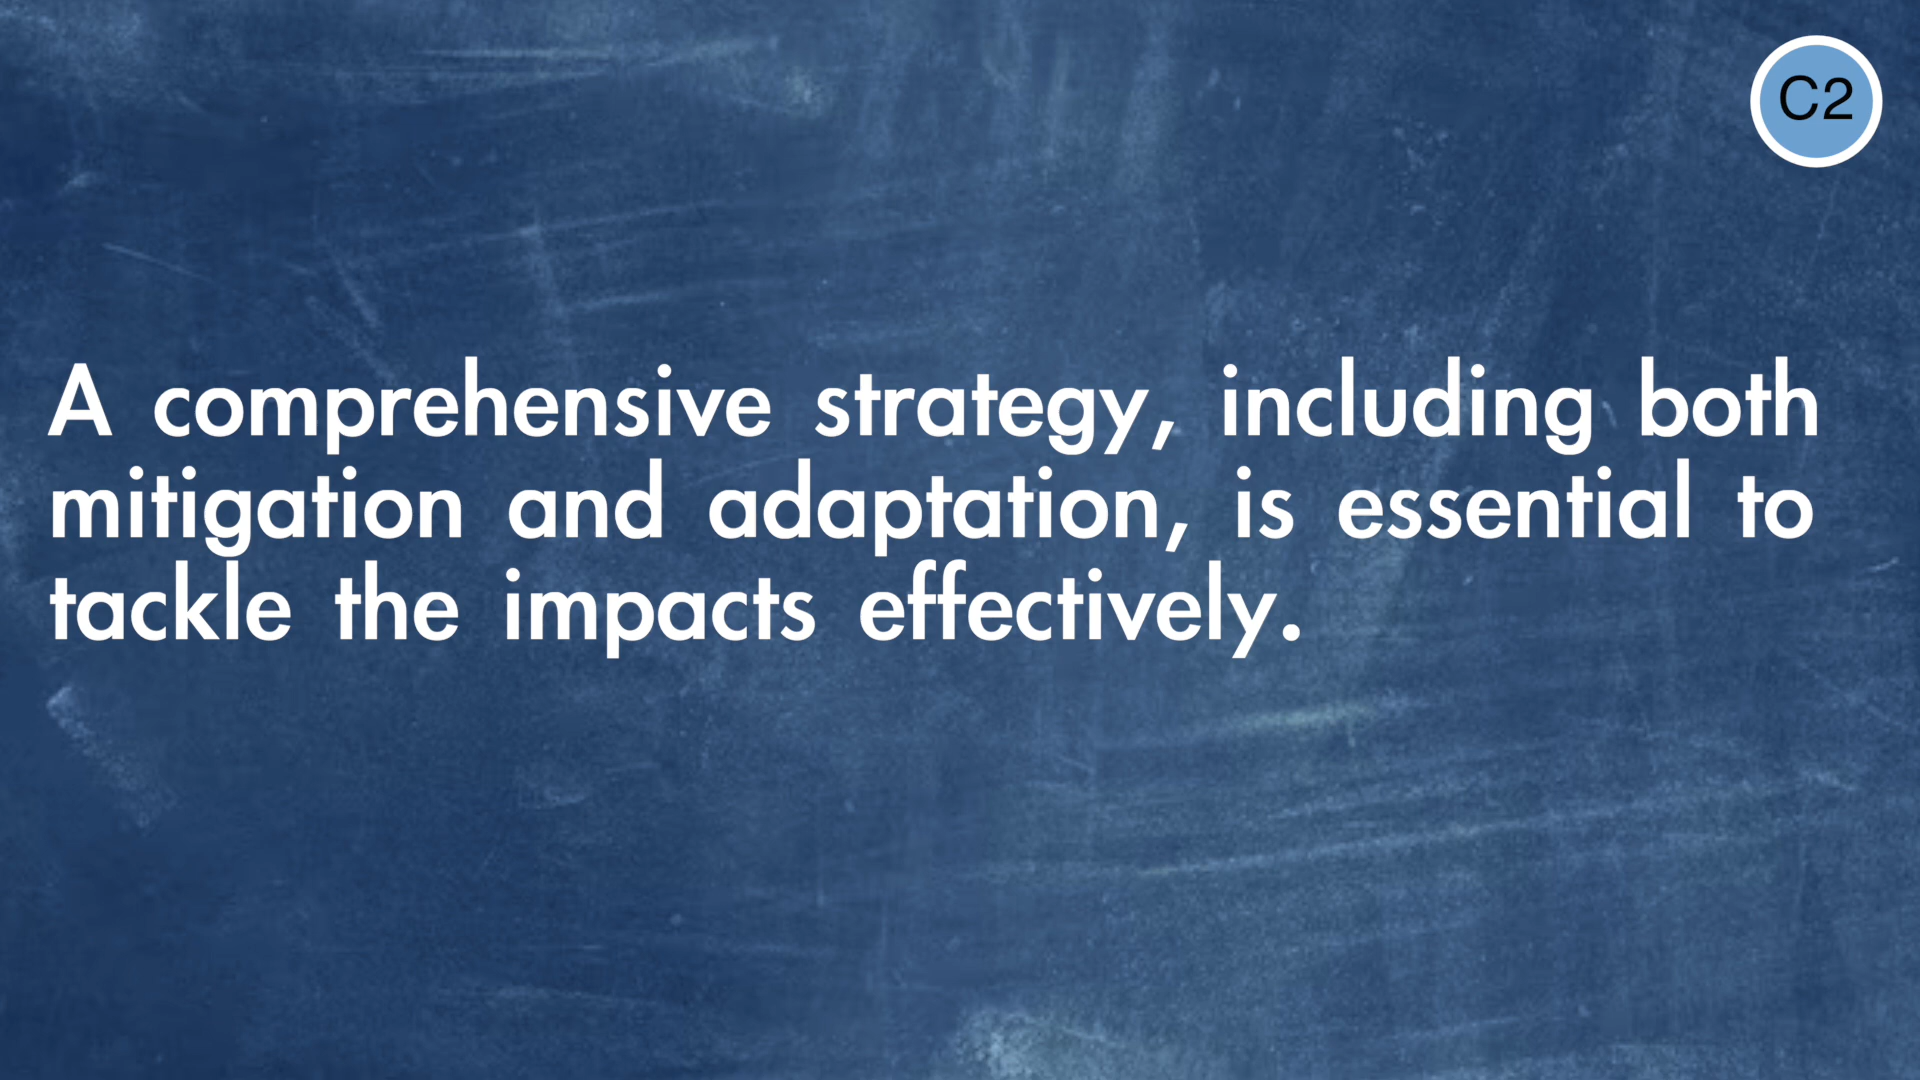 C2
A comprehensive strategy, including both
mitigation and adaptation, is essential to
tackle the impacts effectively.